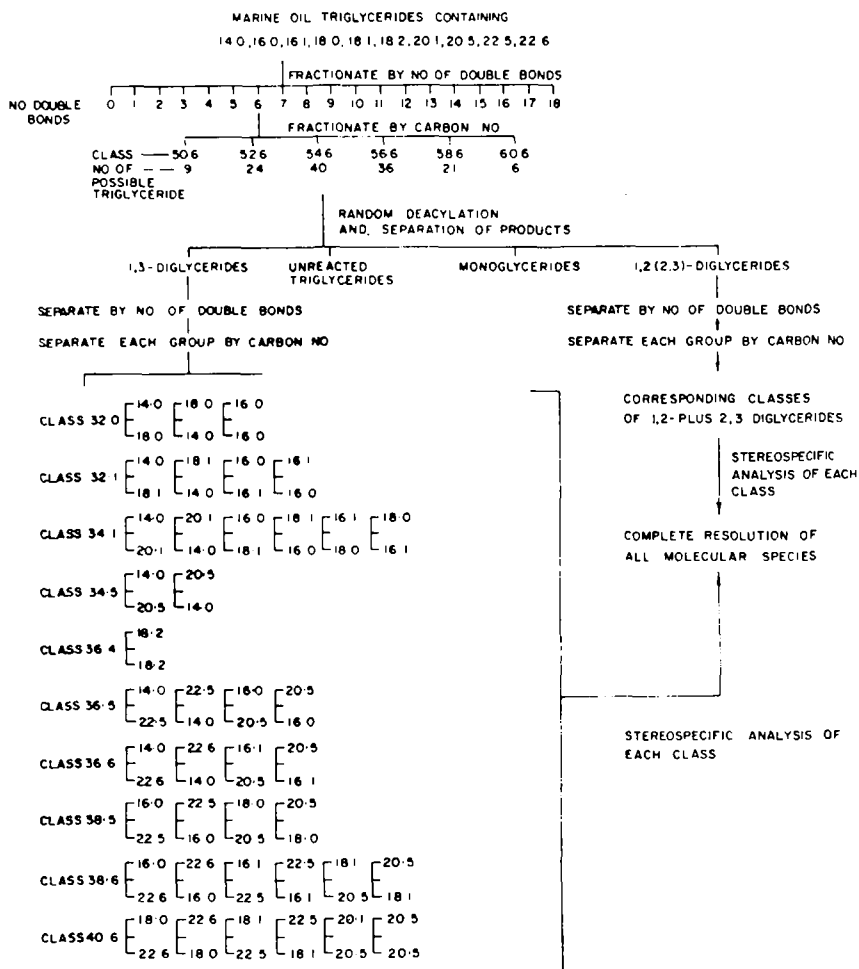 MARINE OIL TRIGLYCERIDES CONTAINING
14 0, 16 0, 16 1, 18 0, 18 1, 18 2, 20 1, 20 5, 22 5, 22 6
FRACTIONATE BY NO OF DOUBLE BONDS
NO DOUBLE BONDS 0 1 2 3 4 5 6 7 8 9 10 11 12 13 14 15 16 17 18
FRACTIONATE BY CARBON NO
CLASS 50 6 52 6 54 6 56 6 58 6 60 6
NO OF 9 24 40 36 21 6
POSSIBLE
TRIGLYCERIDE
RANDOM DEACYLATION
AND, SEPARATION OF PRODUCTS
1,3-DIGLYCERIDES UNREACTED TRIGLYCERIDES MONOGLYCERIDES 1,2 (2,3)-DIGLYCERIDES
SEPARATE BY NO OF DOUBLE BONDS SEPARATE BY NO OF DOUBLE BONDS
SEPARATE EACH GROUP BY CARBON NO SEPARATE EACH GROUP BY CARBON NO
14·0 18 0 16 0
CLASS 32 0
18 0 14 0 16 0
14 0 18·1 16 0 16·1
CLASS 32 1
18 1 14 0 16 1 16 0
14·0 20·1 16 0 18·1 16·1 18·0
CLASS 34 1
20·1 14·0 18·1 16 0 18 0 16·1
14·0 20·5
CLASS 34·5
20·5 14·0
18·2
CLASS 36 4
18·2
14·0 22·5 16·0 20·5
CLASS 36·5
22·5 14 0 20·5 16·0
14·0 22 6 16·1 20·5
CLASS 36 6
22 6 14·0 20·5 16 1
16·0 22 5 18·0 20·5
CLASS 38·5
22 5 16 0 20 5 18·0
16·0 22 6 16·1 22·5 18 1 20·5
CLASS 38·6
22 6 16·0 22·5 16·1 20 5 18·1
18·0 22 6 18·1 22 5 20·1 20 5
CLASS 40 6
22 6 18 0 22·5 18·1 20·5 20·5
CORRESPONDING CLASSES
OF 1,2- PLUS 2,3 DIGLYCERIDES
STEREOSPECIFIC
ANALYSIS OF EACH
CLASS
COMPLETE RESOLUTION OF
ALL MOLECULAR SPECIES
STEREOSPECIFIC ANALYSIS OF
EACH CLASS